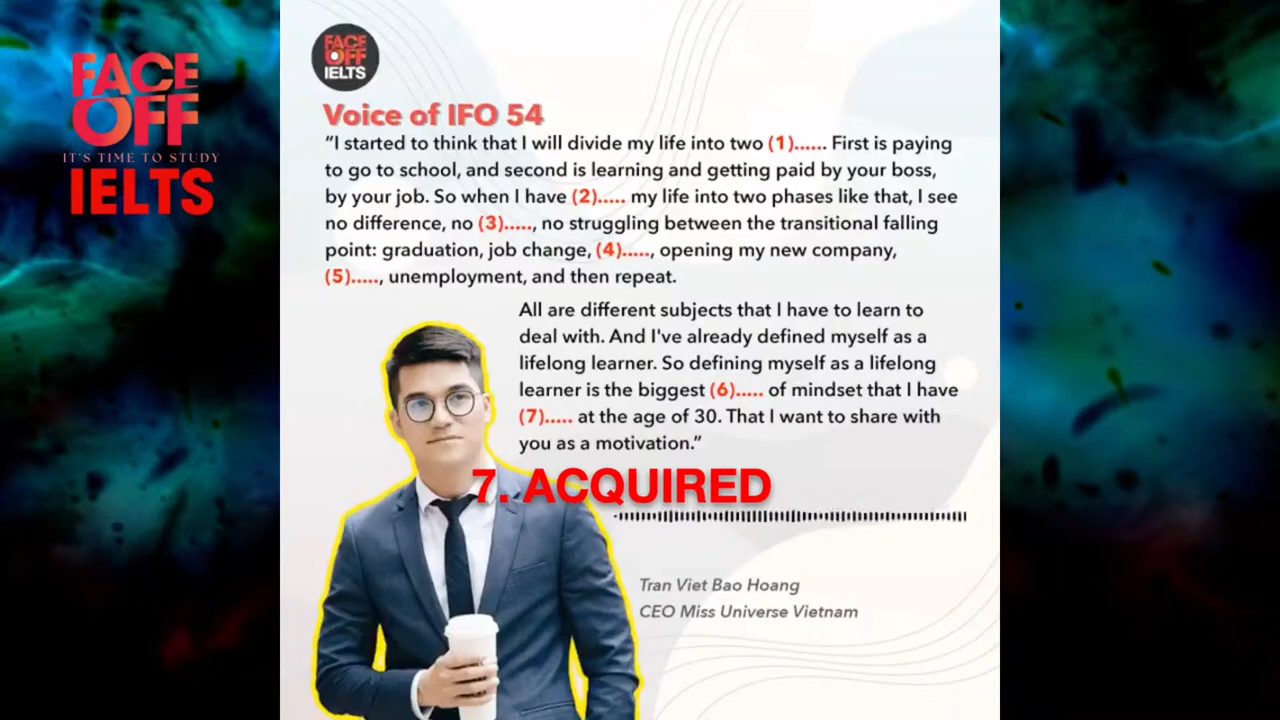 FACE
OFF
IT'S TIME TO STUDY
IELTS
FACE
OFF
IELTS
Voice of IFO 54
“I started to think that I will divide my life into two (1)...... First is paying
to go to school, and second is learning and getting paid by your boss,
by your job. So when I have (2)..... my life into two phases like that, I see
no difference, no (3)....., no struggling between the transitional falling
point: graduation, job change, (4)....., opening my new company,
(5)....., unemployment, and then repeat.
All are different subjects that I have to learn to
deal with. And I've already defined myself as a
lifelong learner. So defining myself as a lifelong
learner is the biggest (6)..... of mindset that I have
(7)..... at the age of 30. That I want to share with
you as a motivation.”
7. ACQUIRED
Tran Viet Bao Hoang
CEO Miss Universe Vietnam